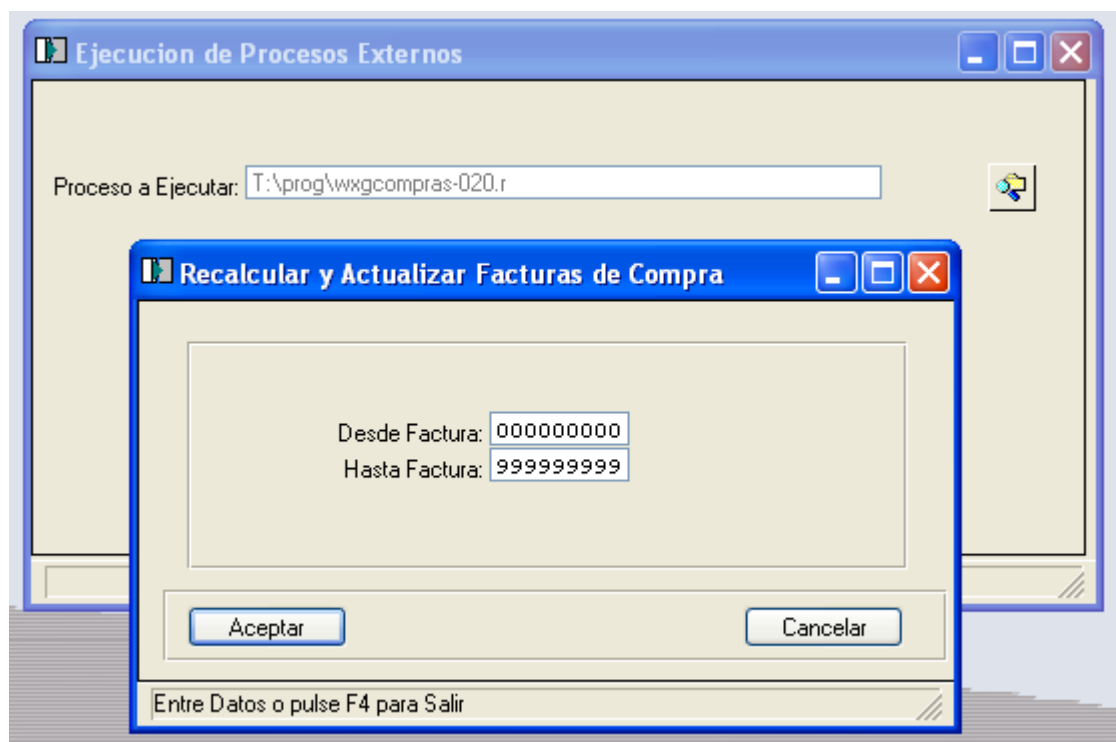 Ejecucion de Procesos Externos
Proceso a Ejecutar: T:\prog\wxgcompras-020.r
Recalcular y Actualizar Facturas de Compra
Desde Factura: 000000000
Hasta Factura: 999999999
Aceptar Cancelar
Entre Datos o pulse F4 para Salir